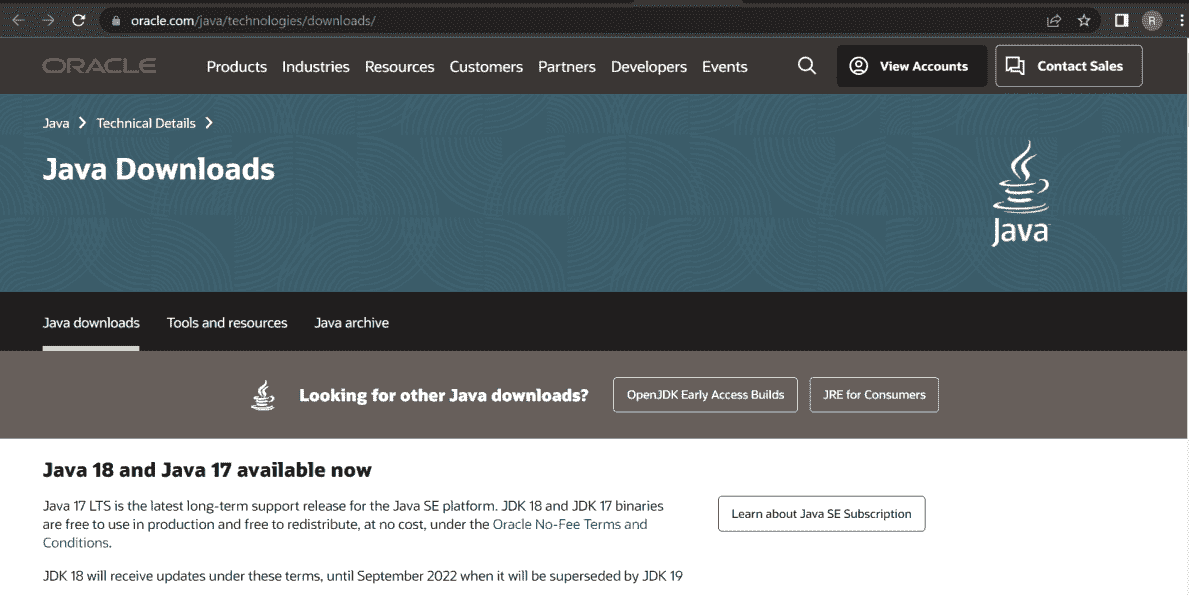 oracle.com/java/technologies/downloads/
R
ORACLE
Products Industries Resources Customers Partners Developers Events
View Accounts
Contact Sales
Java Technical Details
Java Downloads
Java
Java downloads Tools and resources Java archive
Looking for other Java downloads?
OpenJDK Early Access Builds
JRE for Consumers
Java 18 and Java 17 available now
Java 17 LTS is the latest long-term support release for the Java SE platform. JDK 18 and JDK 17 binaries
are free to use in production and free to redistribute, at no cost, under the Oracle No-Fee Terms and
Conditions.
Learn about Java SE Subscription
JDK 18 will receive updates under these terms, until September 2022 when it will be superseded by JDK 19